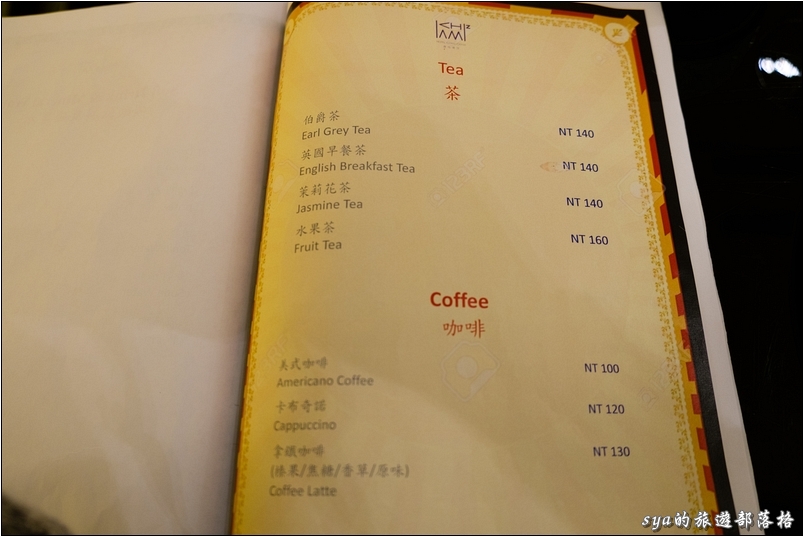 Tea
茶
伯爵茶
Earl Grey Tea NT 140
英國早餐茶
English Breakfast Tea NT 140
茉莉花茶
Jasmine Tea NT 140
水果茶
Fruit Tea NT 160
Coffee
咖啡
美式咖啡 NT 100
Americano Coffee
卡布奇諾 NT 120
Cappuccino
拿鐵咖啡 NT 130
(榛果/焦糖/香草/原味)
Coffee Latte
sya的旅遊部落格